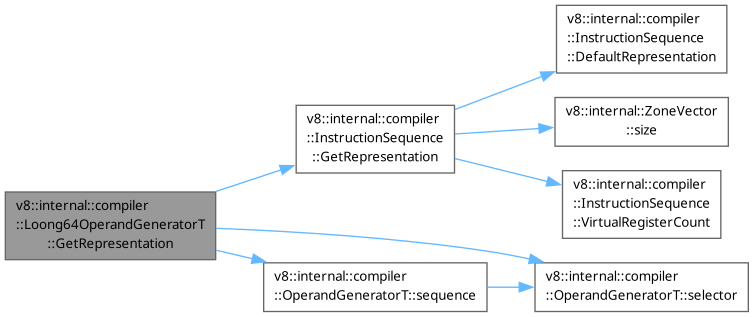 v8::internal::compiler
::Loong64OperandGeneratorT
::GetRepresentation
v8::internal::compiler
::InstructionSequence
::GetRepresentation
v8::internal::compiler
::InstructionSequence
::DefaultRepresentation
v8::internal::ZoneVector
::size
v8::internal::compiler
::InstructionSequence
::VirtualRegisterCount
v8::internal::compiler
::OperandGeneratorT::sequence
v8::internal::compiler
::OperandGeneratorT::selector